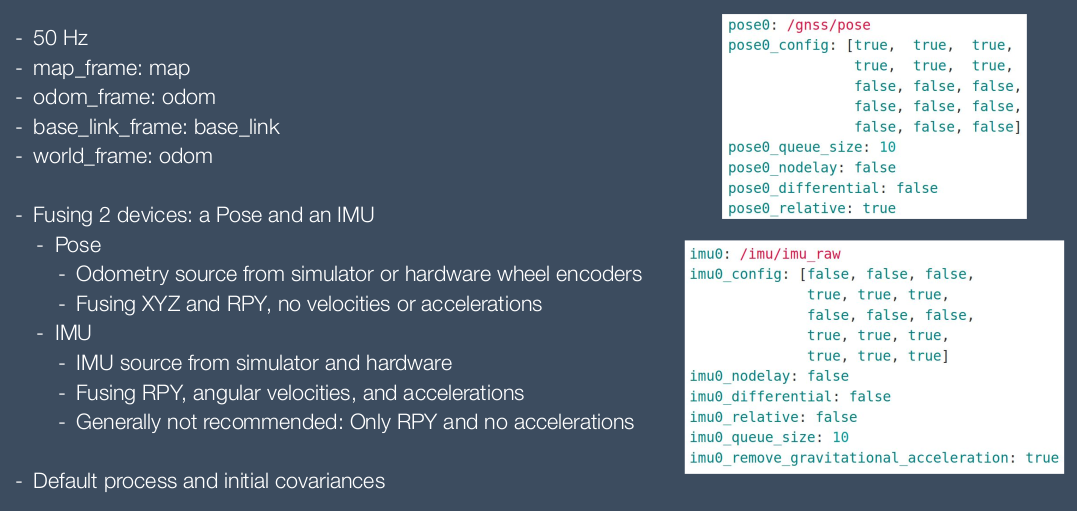 - 50 Hz
- map_frame: map
- odom_frame: odom
- base_link_frame: base_link
- world_frame: odom
- Fusing 2 devices: a Pose and an IMU
- Pose
- Odometry source from simulator or hardware wheel encoders
- Fusing XYZ and RPY, no velocities or accelerations
- IMU
- IMU source from simulator and hardware
- Fusing RPY, angular velocities, and accelerations
- Generally not recommended: Only RPY and no accelerations
- Default process and initial covariances
pose0: /gnss/pose
pose0_config: [true, true, true,
true, true, true,
false, false, false,
false, false, false,
false, false, false]
pose0_queue_size: 10
pose0_nodelay: false
pose0_differential: false
pose0_relative: true
imu0: /imu/imu_raw
imu0_config: [false, false, false,
true, true, true,
false, false, false,
true, true, true,
true, true, true]
imu0_nodelay: false
imu0_differential: false
imu0_relative: false
imu0_queue_size: 10
imu0_remove_gravitational_acceleration: true